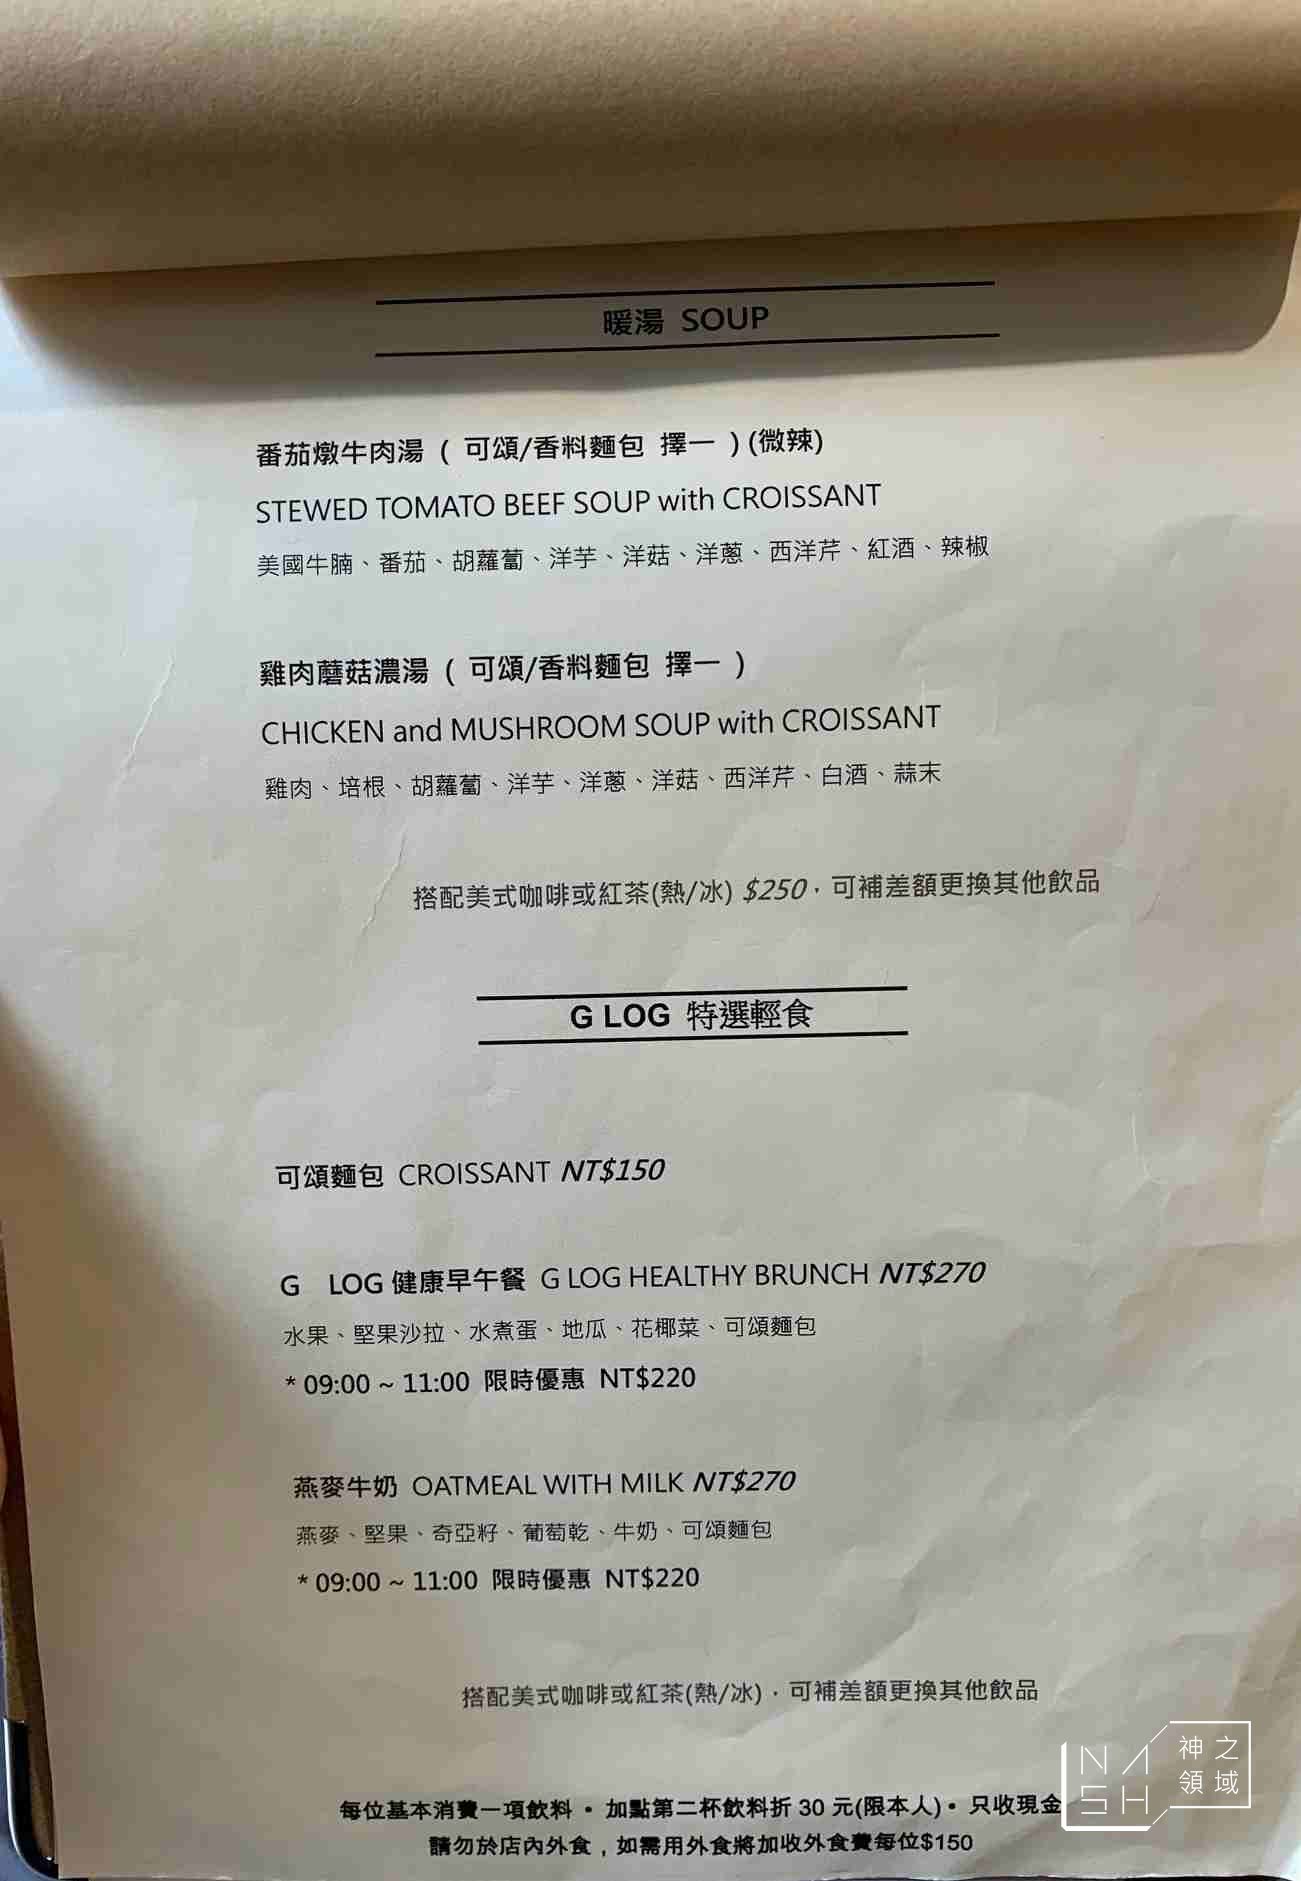 暖湯 SOUP
番茄燉牛肉湯 ( 可頌/香料麵包 擇一 ) (微辣)
STEWED TOMATO BEEF SOUP with CROISSANT
美國牛腩、番茄、胡蘿蔔、洋芋、洋菇、洋蔥、西洋芹、紅酒、辣椒
雞肉蘑菇濃湯 ( 可頌/香料麵包 擇一 )
CHICKEN and MUSHROOM SOUP with CROISSANT
雞肉、培根、胡蘿蔔、洋芋、洋蔥、洋菇、西洋芹、白酒、蒜末
搭配美式咖啡或紅茶(熱/冰) $250，可補差額更換其他飲品
G LOG 特選輕食
可頌麵包 CROISSANT NT$150
G LOG 健康早午餐 G LOG HEALTHY BRUNCH NT$270
水果、堅果沙拉、水煮蛋、地瓜、花椰菜、可頌麵包
* 09:00 ~ 11:00 限時優惠 NT$220
燕麥牛奶 OATMEAL WITH MILK NT$270
燕麥、堅果、奇亞籽、葡萄乾、牛奶、可頌麵包
* 09:00 ~ 11:00 限時優惠 NT$220
搭配美式咖啡或紅茶(熱/冰)，可補差額更換其他飲品
每位基本消費一項飲料 • 加點第二杯飲料折 30 元(限本人) • 只收現金
請勿於店內外食，如需用外食將加收外食費每位$150
NASH 神之領域